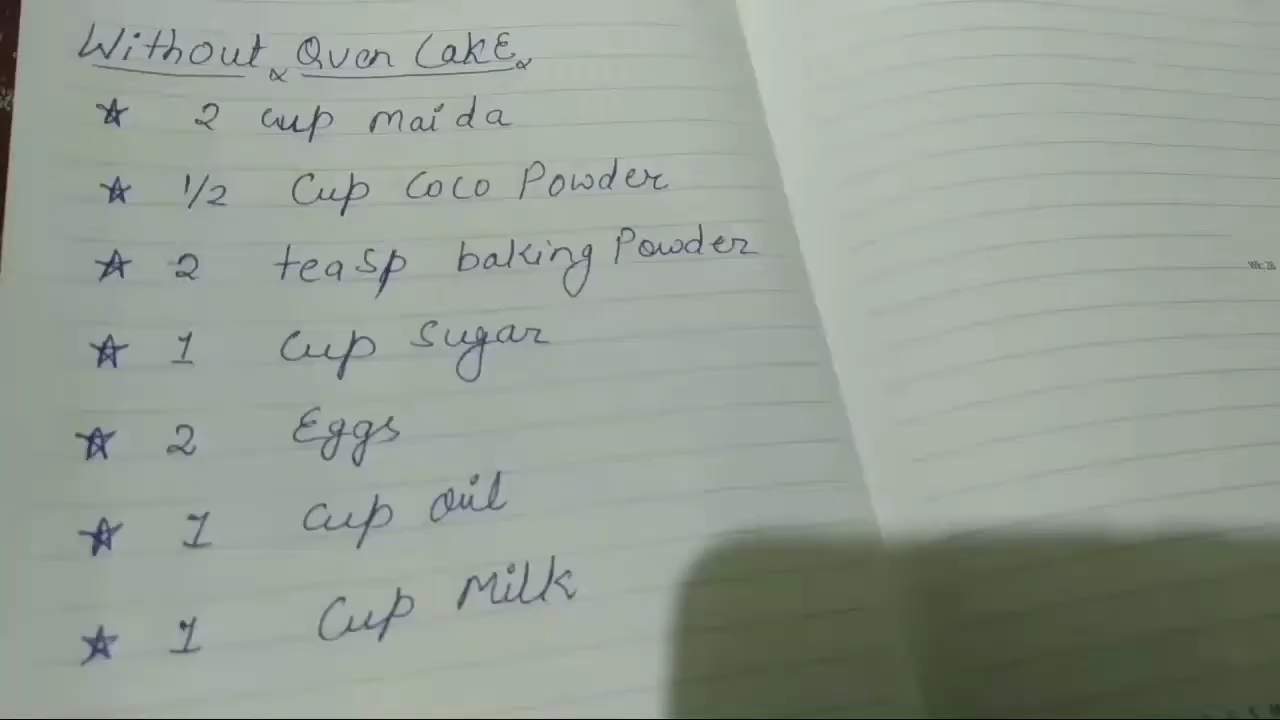 Without Oven Cake
☆ 2 cup maida
☆ 1/2 Cup Coco Powder
☆ 2 teasp baking Powder
☆ 1 Cup Sugar
☆ 2 Eggs
☆ 1 Cup Oil
☆ 1 Cup Milk